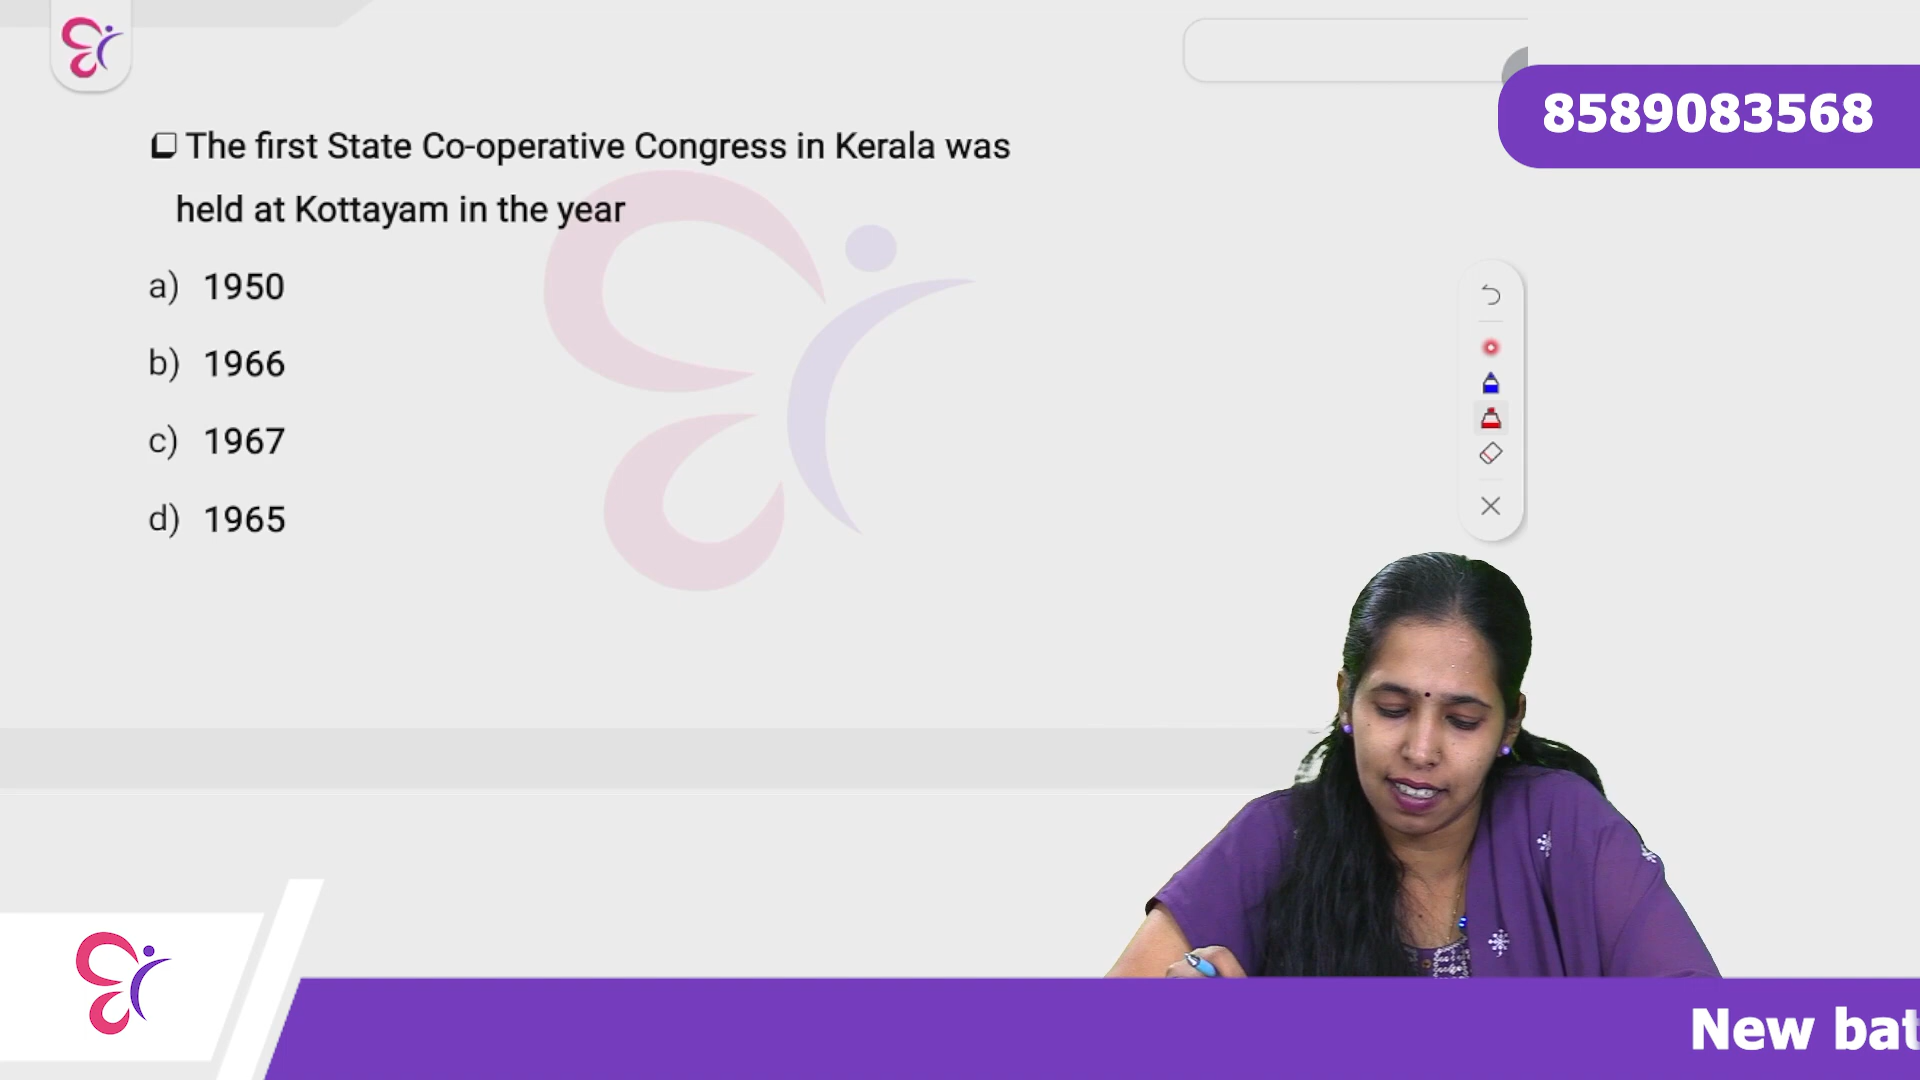 8589083568
❑ The first State Co-operative Congress in Kerala was
held at Kottayam in the year
a) 1950
b) 1966
c) 1967
d) 1965
New bat